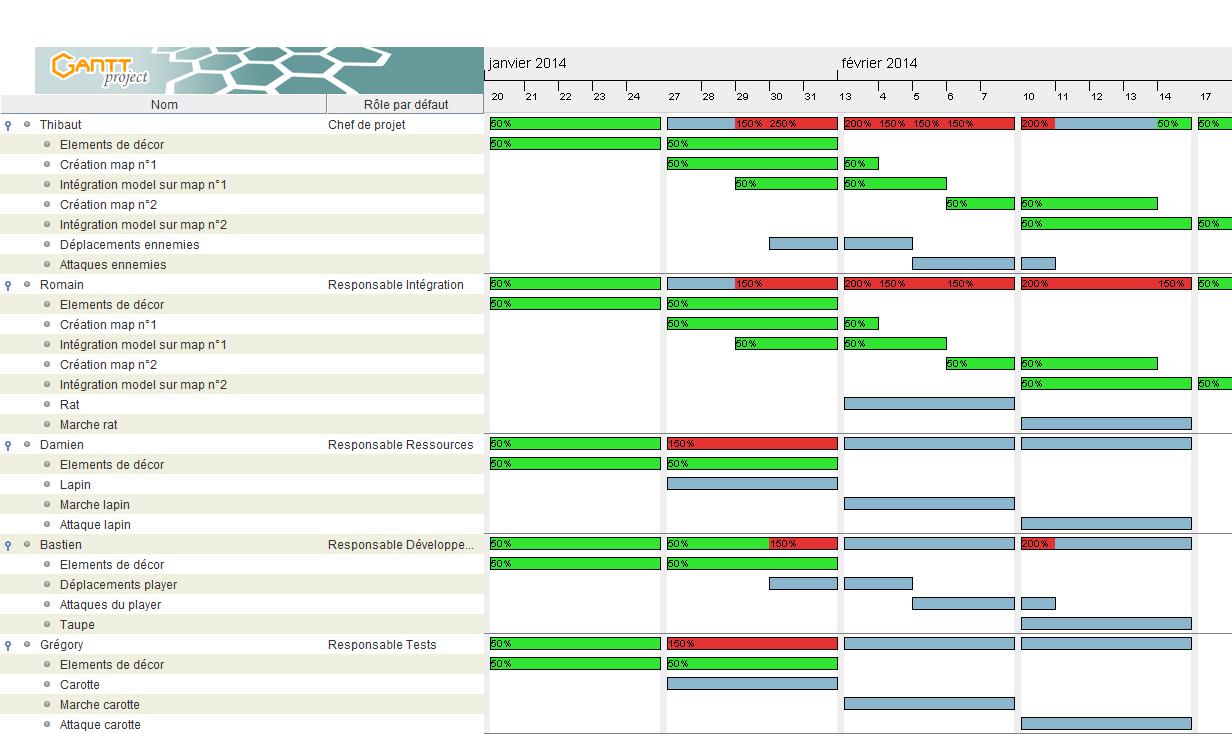 GANTT project
janvier 2014 février 2014
20 21 22 23 24 27 28 29 30 31 13 4 5 6 7 10 11 12 13 14 17
Nom Rôle par défaut
Thibaut Chef de projet 50% 150% 250% 200% 150% 150% 150% 200% 50% 50%
Elements de décor 50% 50%
Création map n°1 50% 50%
Intégration model sur map n°1 50% 50%
Création map n°2 50% 50%
Intégration model sur map n°2 50% 50%
Déplacements ennemies
Attaques ennemies
Romain Responsable Intégration 50% 150% 200% 150% 150% 200% 150% 50%
Elements de décor 50% 50%
Création map n°1 50% 50%
Intégration model sur map n°1 50% 50%
Création map n°2 50% 50%
Intégration model sur map n°2 50% 50%
Rat
Marche rat
Damien Responsable Ressources 50% 150%
Elements de décor 50% 50%
Lapin
Marche lapin
Attaque lapin
Bastien Responsable Développe... 50% 50% 150% 200%
Elements de décor 50% 50%
Déplacements player
Attaques du player
Taupe
Grégory Responsable Tests 50% 150%
Elements de décor 50% 50%
Carotte
Marche carotte
Attaque carotte